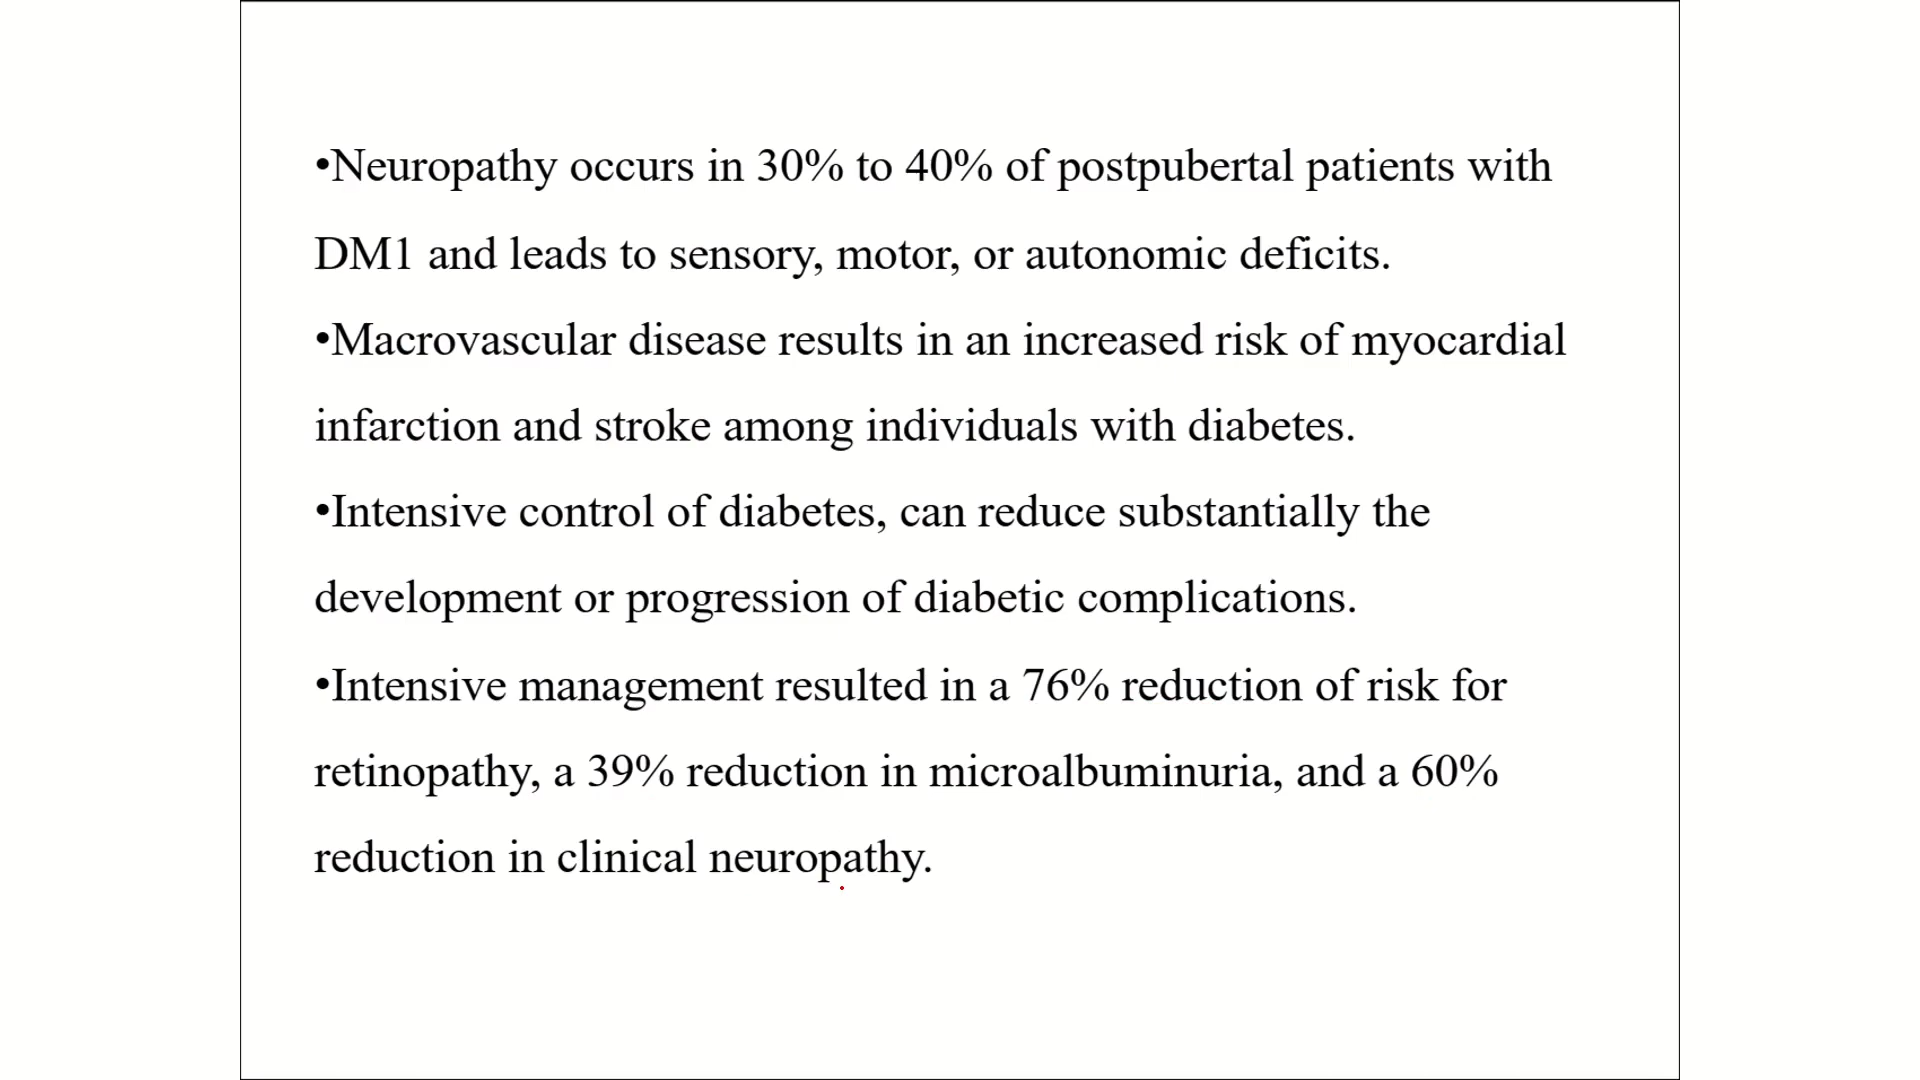 •Neuropathy occurs in 30% to 40% of postpubertal patients with
DM1 and leads to sensory, motor, or autonomic deficits.
•Macrovascular disease results in an increased risk of myocardial
infarction and stroke among individuals with diabetes.
•Intensive control of diabetes, can reduce substantially the
development or progression of diabetic complications.
•Intensive management resulted in a 76% reduction of risk for
retinopathy, a 39% reduction in microalbuminuria, and a 60%
reduction in clinical neuropathy.